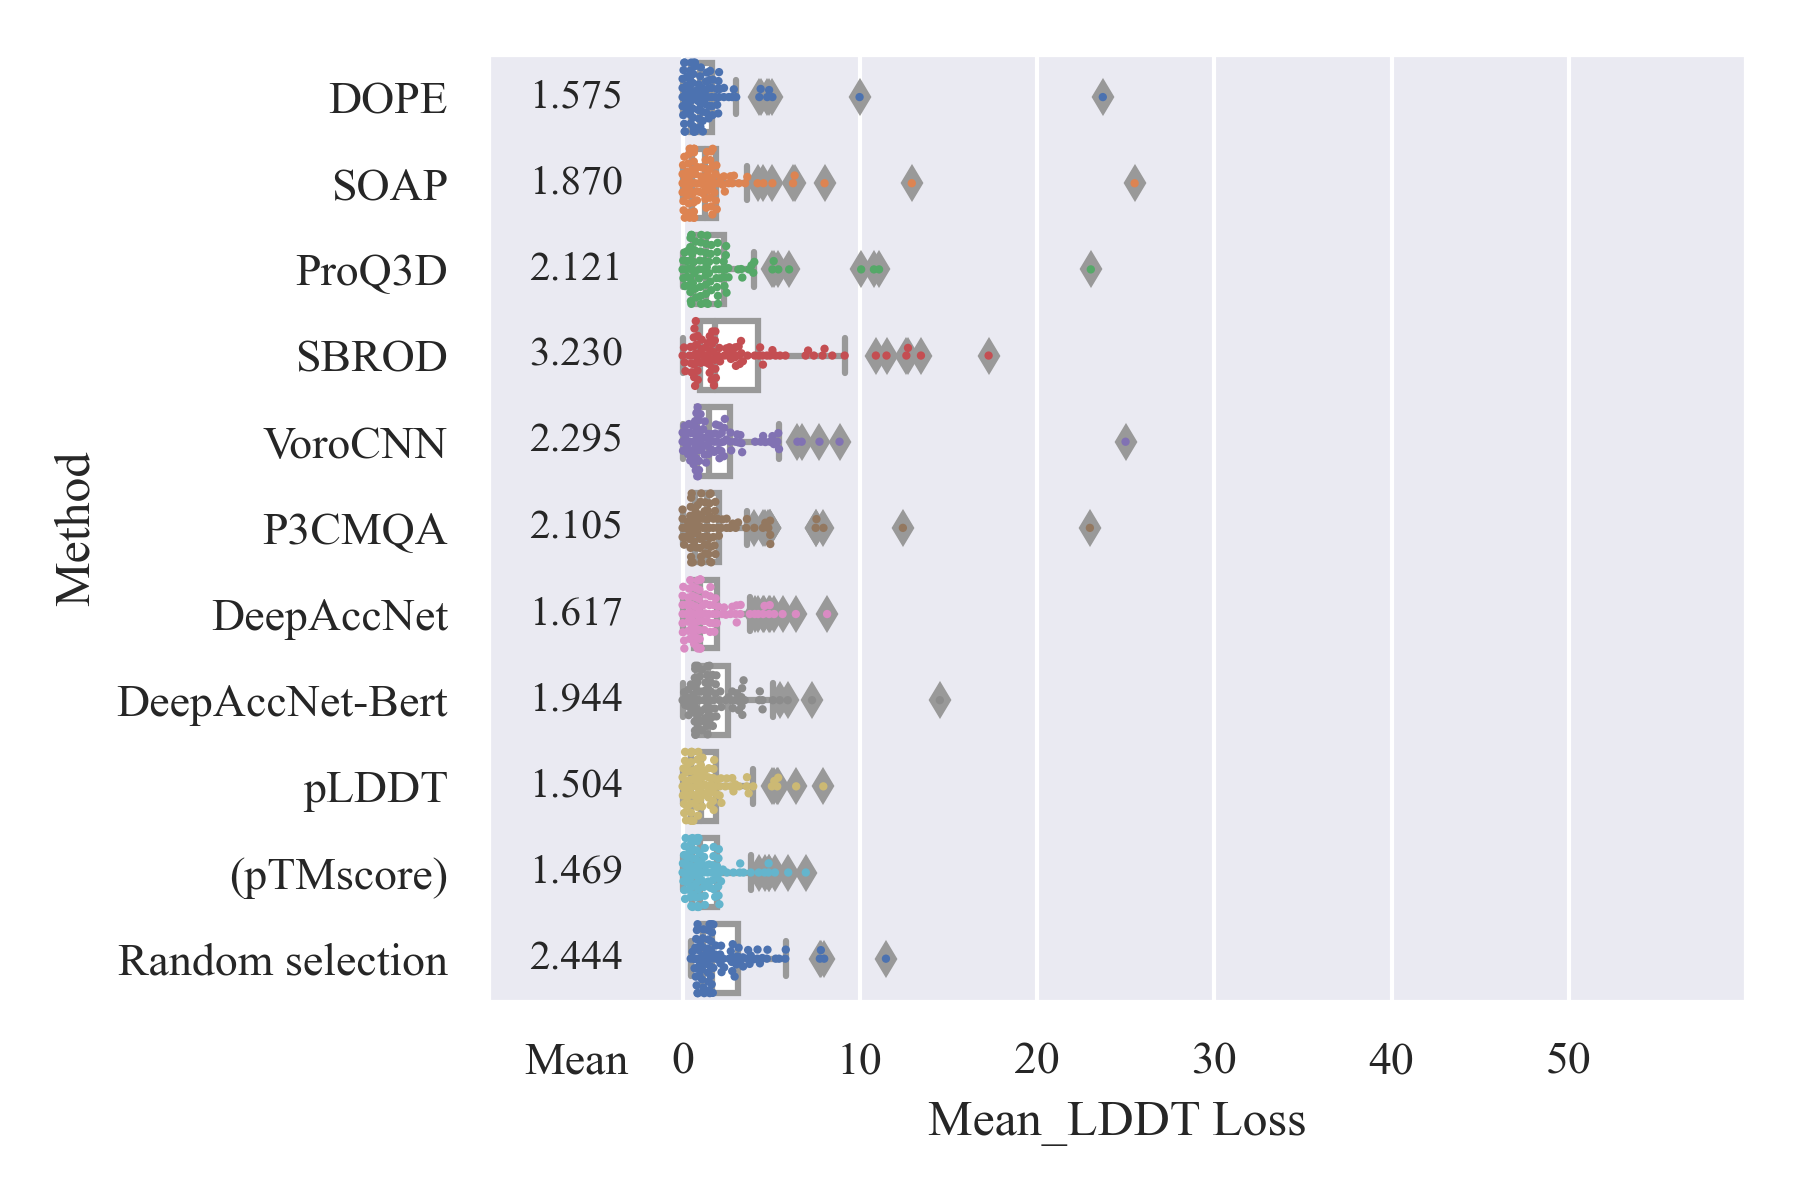 DOPE 1.575
SOAP 1.870
ProQ3D 2.121
SBROD 3.230
VoroCNN 2.295
P3CMQA 2.105
DeepAccNet 1.617
DeepAccNet-Bert 1.944
pLDDT 1.504
(pTMscore) 1.469
Random selection 2.444
Method
Mean 0 10 20 30 40 50
Mean_LDDT Loss